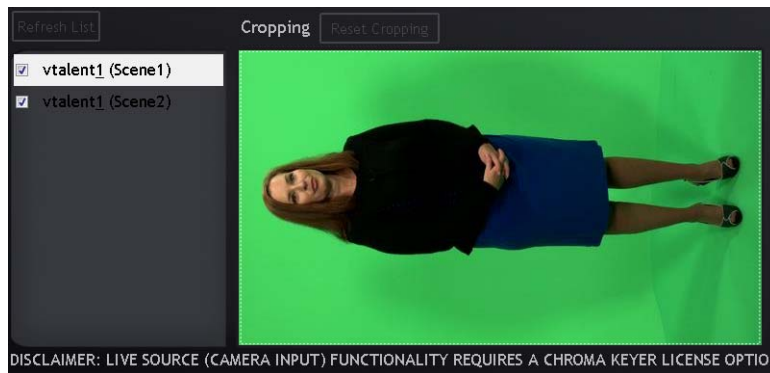 Refresh List
Cropping
Reset Cropping
vtalent1 (Scene1)
vtalent1 (Scene2)
DISCLAIMER: LIVE SOURCE (CAMERA INPUT) FUNCTIONALITY REQUIRES A CHROMA KEYER LICENSE OPTIO